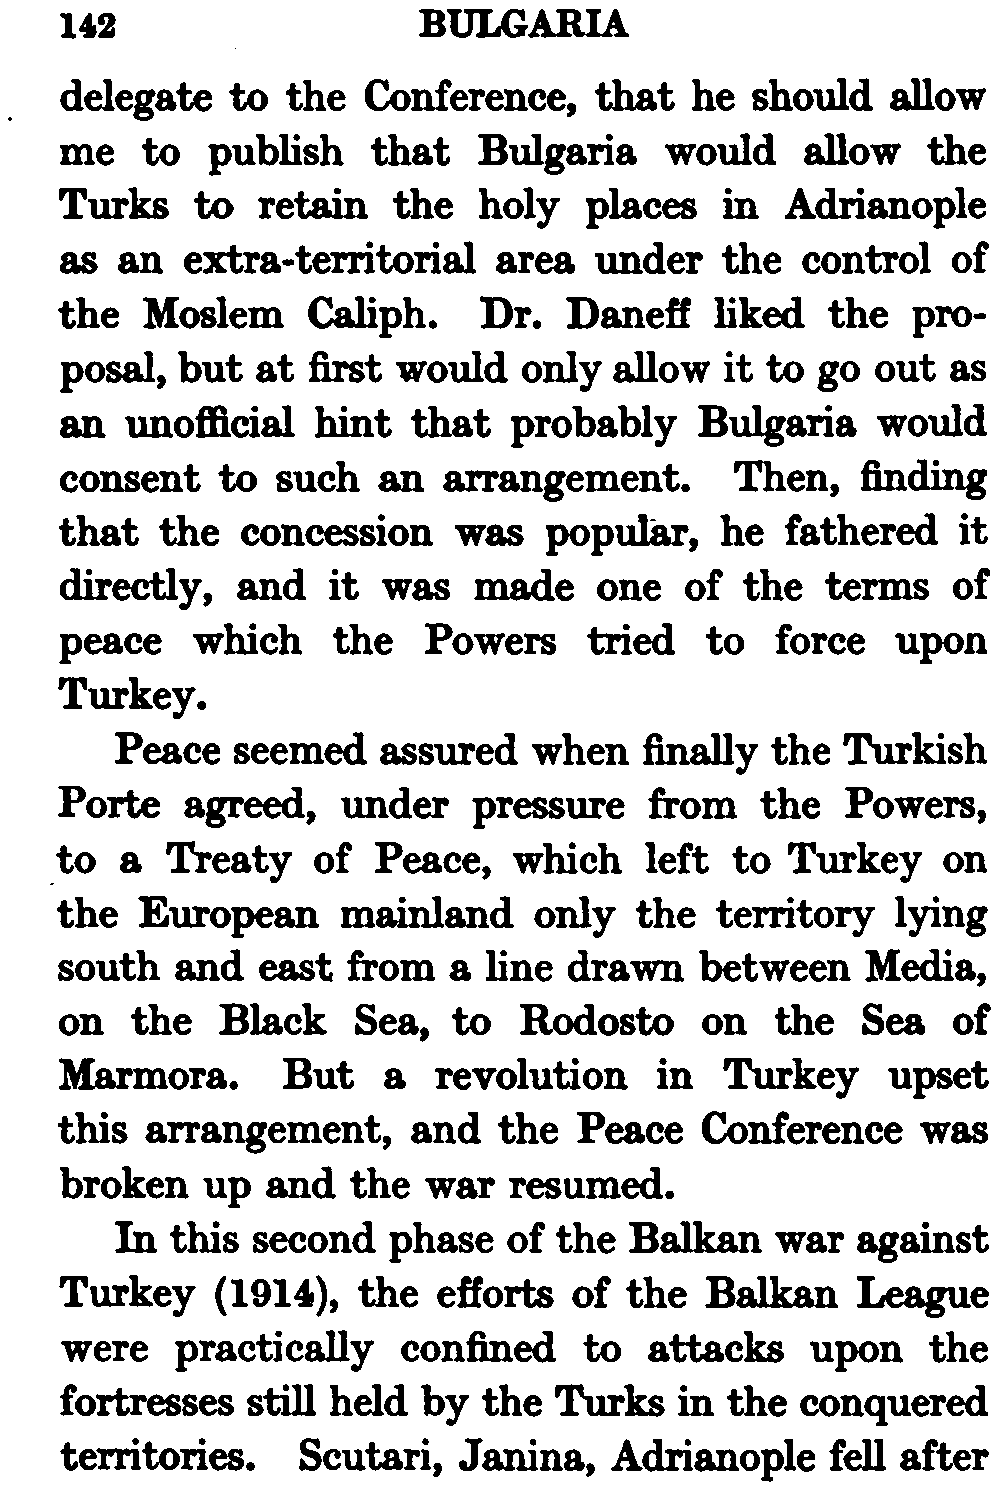 142 BULGARIA
delegate to the Conference, that he should allow
me to publish that Bulgaria would allow the
Turks to retain the holy places in Adrianople
as an extra-territorial area under the control of
the Moslem Caliph. Dr. Daneff liked the pro-
posal, but at first would only allow it to go out as
an unofficial hint that probably Bulgaria would
consent to such an arrangement. Then, finding
that the concession was popular, he fathered it
directly, and it was made one of the terms of
peace which the Powers tried to force upon
Turkey.
Peace seemed assured when finally the Turkish
Porte agreed, under pressure from the Powers,
to a Treaty of Peace, which left to Turkey on
the European mainland only the territory lying
south and east from a line drawn between Media,
on the Black Sea, to Rodosto on the Sea of
Marmora. But a revolution in Turkey upset
this arrangement, and the Peace Conference was
broken up and the war resumed.
In this second phase of the Balkan war against
Turkey (1914), the efforts of the Balkan League
were practically confined to attacks upon the
fortresses still held by the Turks in the conquered
territories. Scutari, Janina, Adrianople fell after